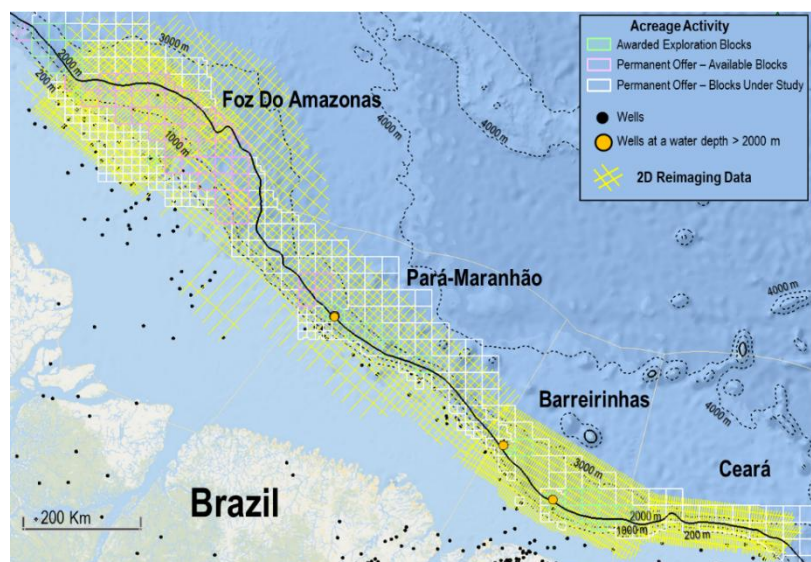 Acreage Activity
Awarded Exploration Blocks
Permanent Offer – Available Blocks
Permanent Offer – Blocks Under Study
Wells
Wells at a water depth > 2000 m
2D Reimaging Data
3000 m
2000 m
200 m
Foz Do Amazonas
1000 m
4000 m
4000 m
Pará-Maranhão
4000 m
Barreirinhas
4000 m
3000 m
Ceará
Brazil
200 Km
2000 m
1000 m
200 m